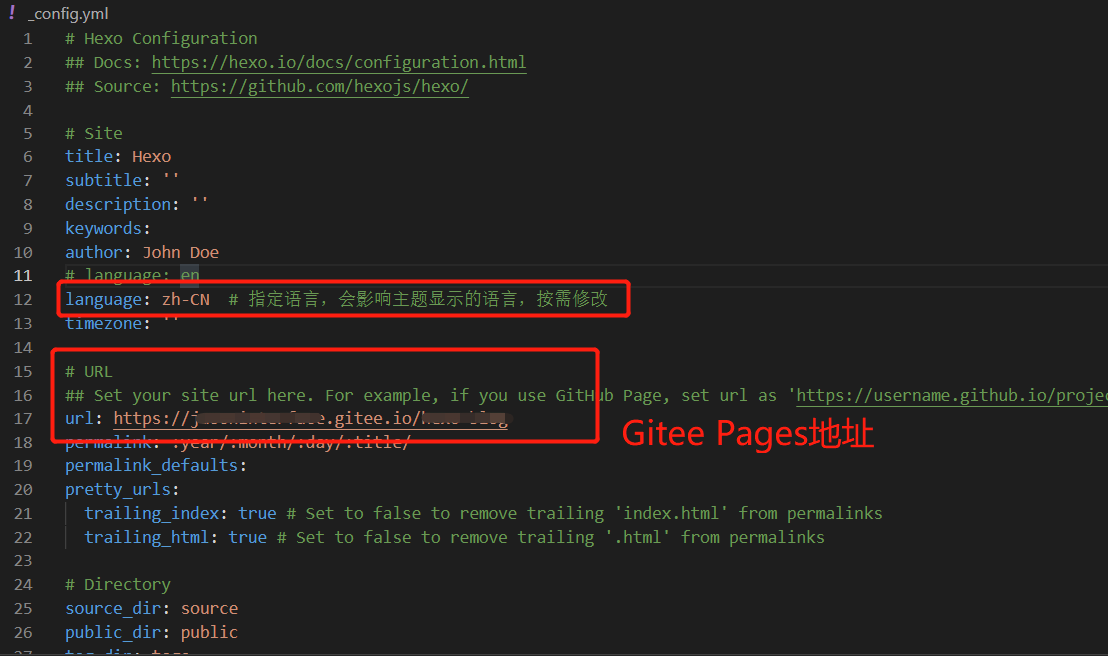 ! _config.yml
1 # Hexo Configuration
2 ## Docs: https://hexo.io/docs/configuration.html
3 ## Source: https://github.com/hexojs/hexo/
4
5 # Site
6 title: Hexo
7 subtitle: ''
8 description: ''
9 keywords:
10 author: John Doe
11 # language: en
12 language: zh-CN # 指定语言，会影响主题显示的语言，按需修改
13 timezone: ''
14
15 # URL
16 ## Set your site url here. For example, if you use GitHub Page, set url as 'https://username.github.io/projec
17 url: https://j .gitee.io/
Gitee Pages地址
18 permalink: :year/:month/:day/:title/
19 permalink_defaults:
20 pretty_urls:
21 trailing_index: true # Set to false to remove trailing 'index.html' from permalinks
22 trailing_html: true # Set to false to remove trailing '.html' from permalinks
23
24 # Directory
25 source_dir: source
26 public_dir: public